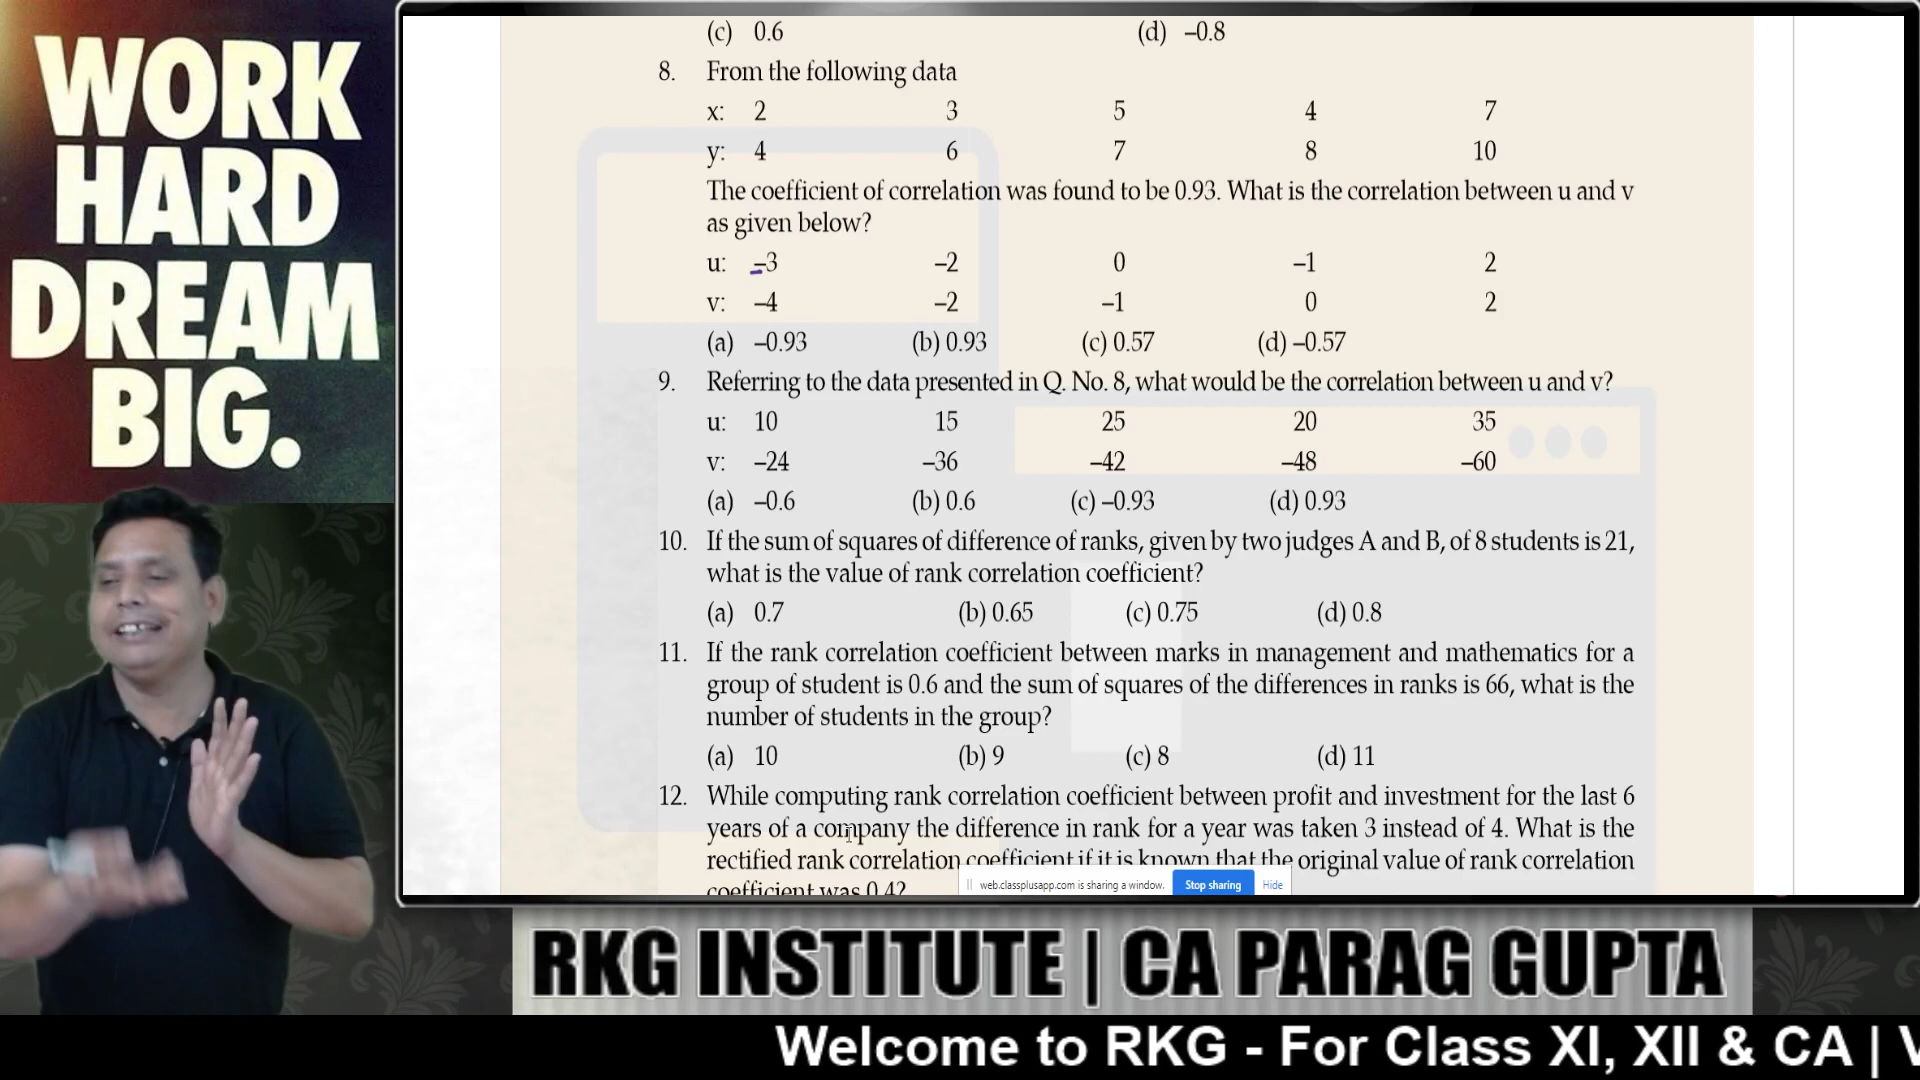 WORK
HARD
DREAM
BIG.
(c) 0.6 (d) –0.8
8. From the following data
x: 2 3 5 4 7
y: 4 6 7 8 10
The coefficient of correlation was found to be 0.93. What is the correlation between u and v
as given below?
u: –3 –2 0 –1 2
v: –4 –2 –1 0 2
(a) –0.93 (b) 0.93 (c) 0.57 (d) –0.57
9. Referring to the data presented in Q. No. 8, what would be the correlation between u and v?
u: 10 15 25 20 35
v: –24 –36 –42 –48 –60
(a) –0.6 (b) 0.6 (c) –0.93 (d) 0.93
10. If the sum of squares of difference of ranks, given by two judges A and B, of 8 students is 21,
what is the value of rank correlation coefficient?
(a) 0.7 (b) 0.65 (c) 0.75 (d) 0.8
11. If the rank correlation coefficient between marks in management and mathematics for a
group of student is 0.6 and the sum of squares of the differences in ranks is 66, what is the
number of students in the group?
(a) 10 (b) 9 (c) 8 (d) 11
12. While computing rank correlation coefficient between profit and investment for the last 6
years of a company the difference in rank for a year was taken 3 instead of 4. What is the
rectified rank correlation coefficient if it is known that the original value of rank correlation
coefficient was 0.4?
web.classplusapp.com is sharing a window. Stop sharing Hide
RKG INSTITUTE | CA PARAG GUPTA
Welcome to RKG - For Class XI, XII & CA | V